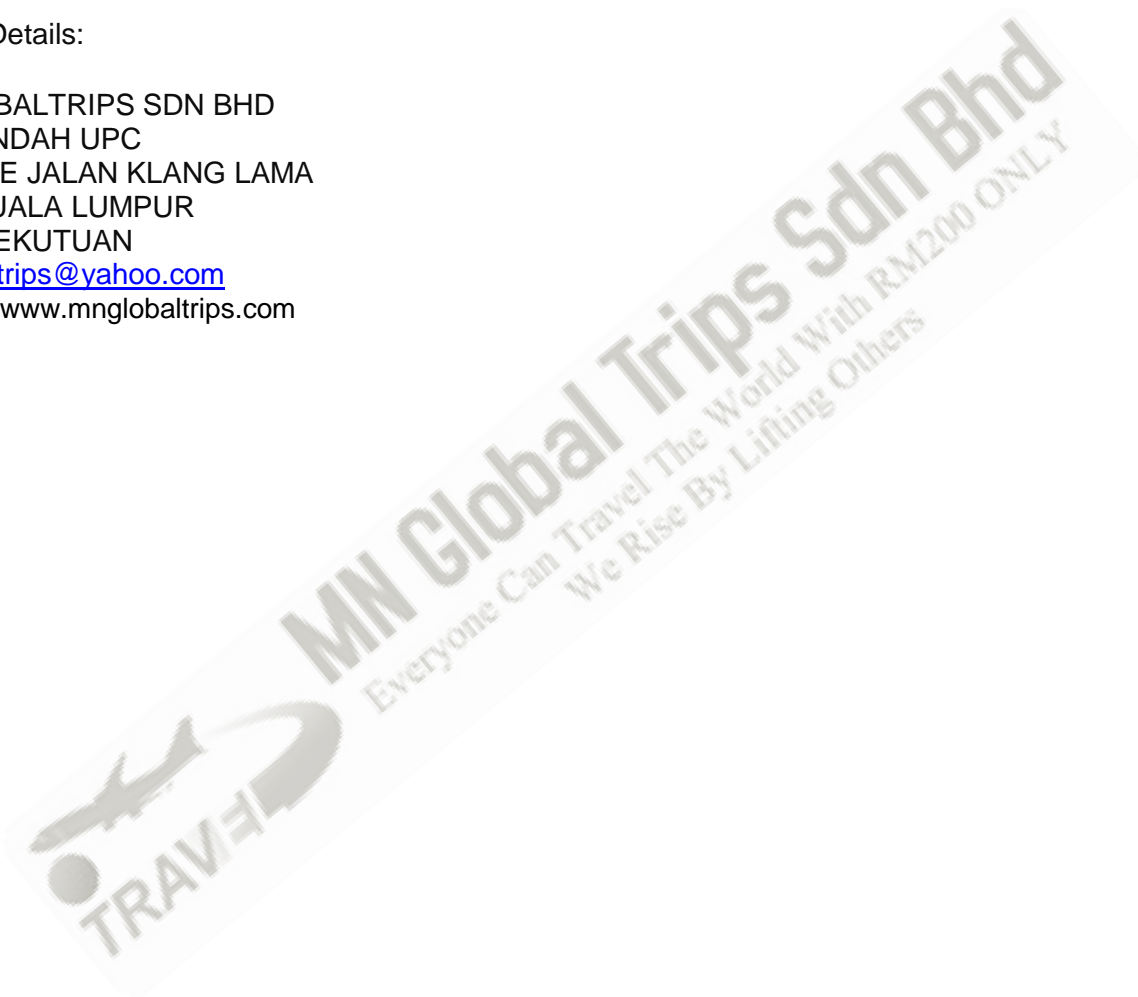 Details:
BALTRIPS SDN BHD
NDAH UPC
E JALAN KLANG LAMA
UALA LUMPUR
EKUTUAN
trips@yahoo.com
www.mnglobaltrips.com
MN Global Trips Sdn Bhd
Everyone Can Travel The World With RM200 ONLY
We Rise By Lifting Others
TRAVEL